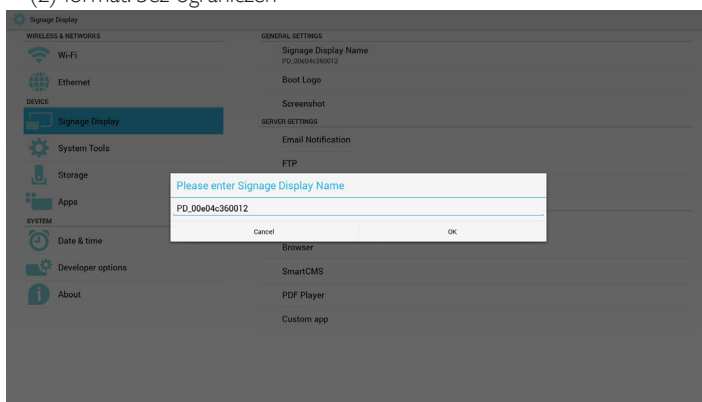 (2) format: bez ograniczeń
Signage Display
WIRELESS & NETWORKS
Wi-Fi
Ethernet
DEVICE
Signage Display
System Tools
Storage
Apps
SYSTEM
Date & time
Developer options
About
GENERAL SETTINGS
Signage Display Name
PD_00e04c360012
Boot Logo
Screenshot
SERVER SETTINGS
Email Notification
FTP
Please enter Signage Display Name
PD_00e04c360012
Cancel
OK
Browser
SmartCMS
PDF Player
Custom app